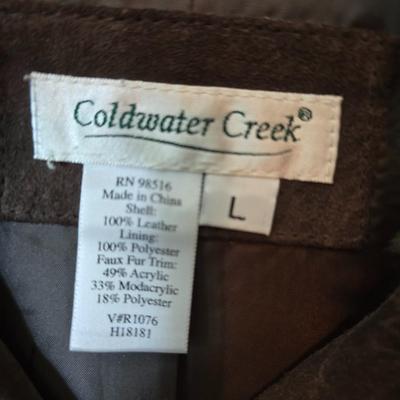 Coldwater Creek®
L
RN 98516
Made in China
Shell:
100% Leather
Lining:
100% Polyester
Faux Fur Trim:
49% Acrylic
33% Modacrylic
18% Polyester
V#R1076
H18181